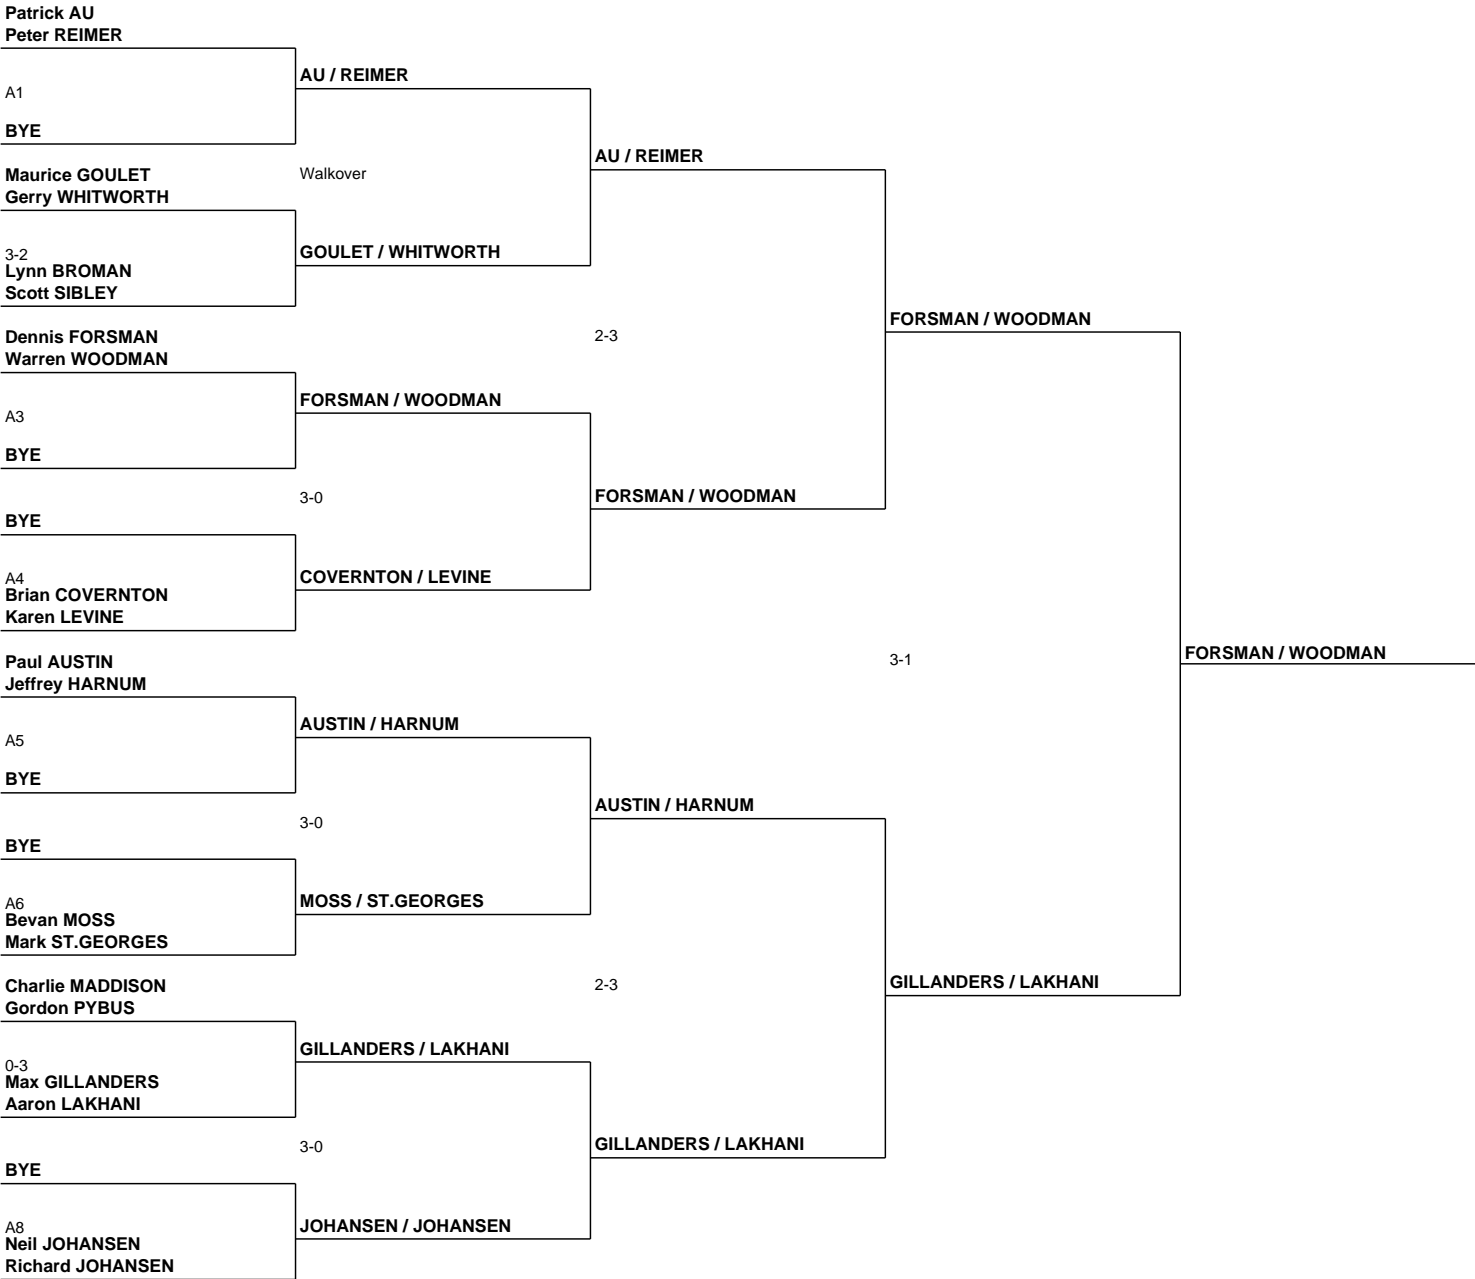 Patrick AU
Peter REIMER
AU / REIMER
A1
BYE
AU / REIMER
Maurice GOULET
Walkover
Gerry WHITWORTH
GOULET / WHITWORTH
3-2
Lynn BROMAN
Scott SIBLEY
FORSMAN / WOODMAN
Dennis FORSMAN
2-3
Warren WOODMAN
FORSMAN / WOODMAN
A3
BYE
3-0
FORSMAN / WOODMAN
BYE
A4
COVERNTON / LEVINE
Brian COVERNTON
Karen LEVINE
FORSMAN / WOODMAN
Paul AUSTIN
3-1
Jeffrey HARNUM
AUSTIN / HARNUM
A5
BYE
AUSTIN / HARNUM
3-0
BYE
A6
MOSS / ST.GEORGES
Bevan MOSS
Mark ST.GEORGES
GILLANDERS / LAKHANI
Charlie MADDISON
2-3
Gordon PYBUS
GILLANDERS / LAKHANI
0-3
Max GILLANDERS
Aaron LAKHANI
3-0
GILLANDERS / LAKHANI
BYE
A8
JOHANSEN / JOHANSEN
Neil JOHANSEN
Richard JOHANSEN